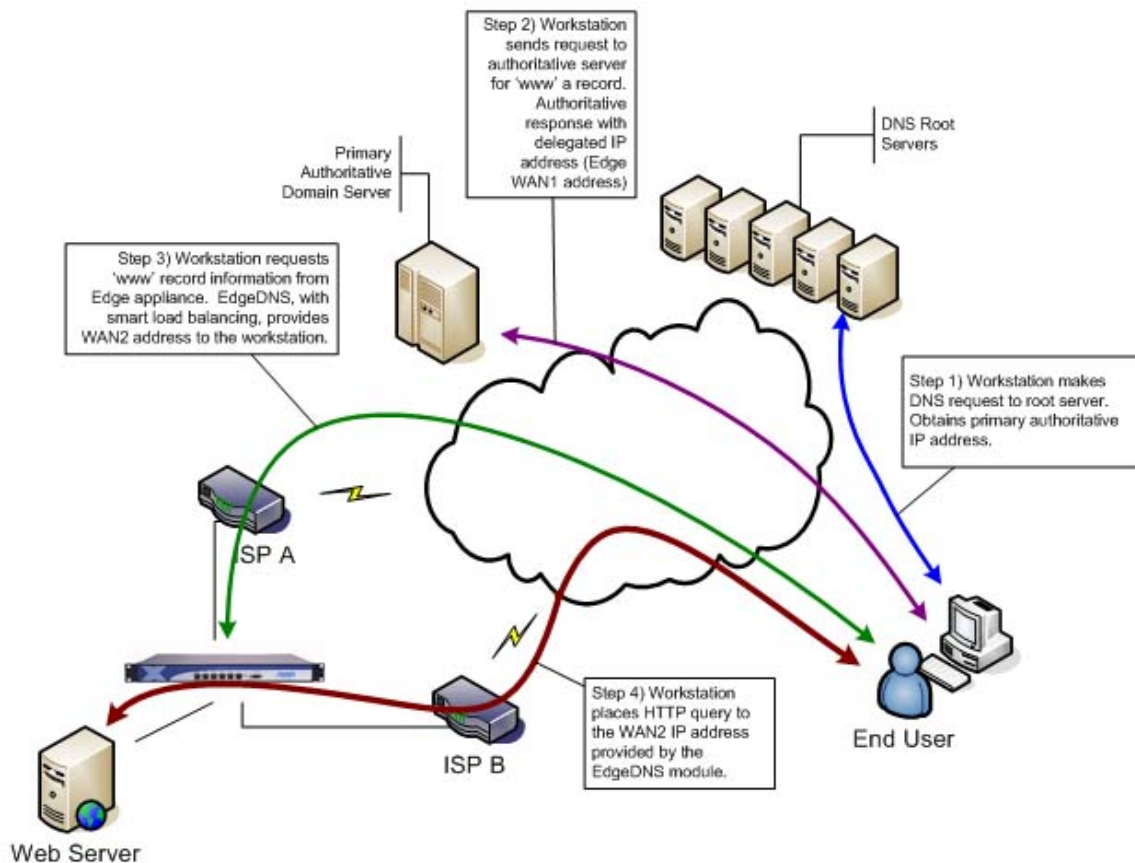 Step 2) Workstation
sends request to
authoritative server
for 'www' a record.
Authoritative
response with
delegated IP
address (Edge
WAN1 address)
DNS Root
Servers
Primary
Authoritative
Domain Server
Step 3) Workstation requests
'www' record information from
Edge appliance. EdgeDNS, with
smart load balancing, provides
WAN2 address to the workstation.
Step 1) Workstation makes
DNS request to root server.
Obtains primary authoritative
IP address.
ISP A
Step 4) Workstation
places HTTP query to
the WAN2 IP address
provided by the
EdgeDNS module.
End User
ISP B
Web Server